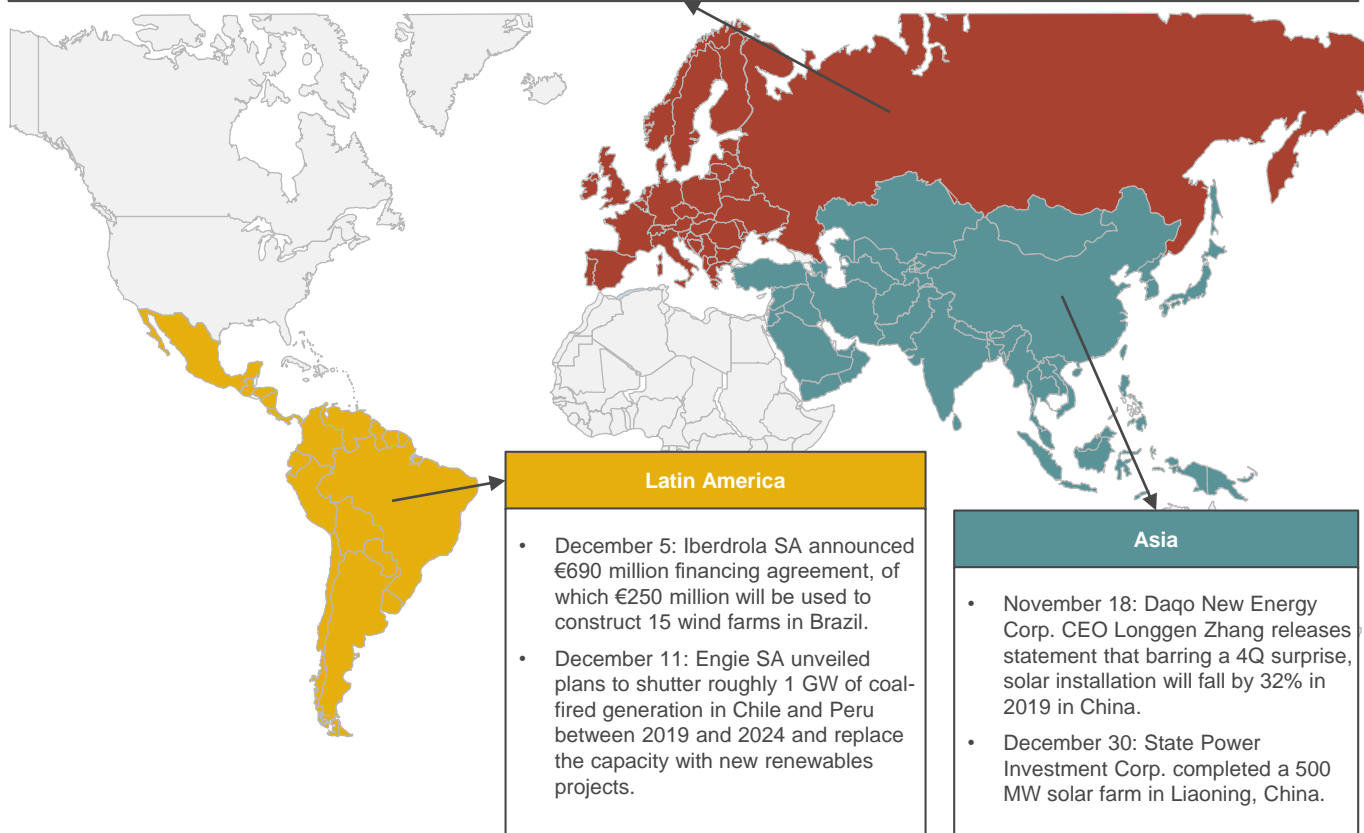 Latin America
• December 5: Iberdrola SA announced
€690 million financing agreement, of
which €250 million will be used to
construct 15 wind farms in Brazil.
• December 11: Engie SA unveiled
plans to shutter roughly 1 GW of coal-
fired generation in Chile and Peru
between 2019 and 2024 and replace
the capacity with new renewables
projects.
Asia
• November 18: Daqo New Energy
Corp. CEO Longgen Zhang releases
statement that barring a 4Q surprise,
solar installation will fall by 32% in
2019 in China.
• December 30: State Power
Investment Corp. completed a 500
MW solar farm in Liaoning, China.